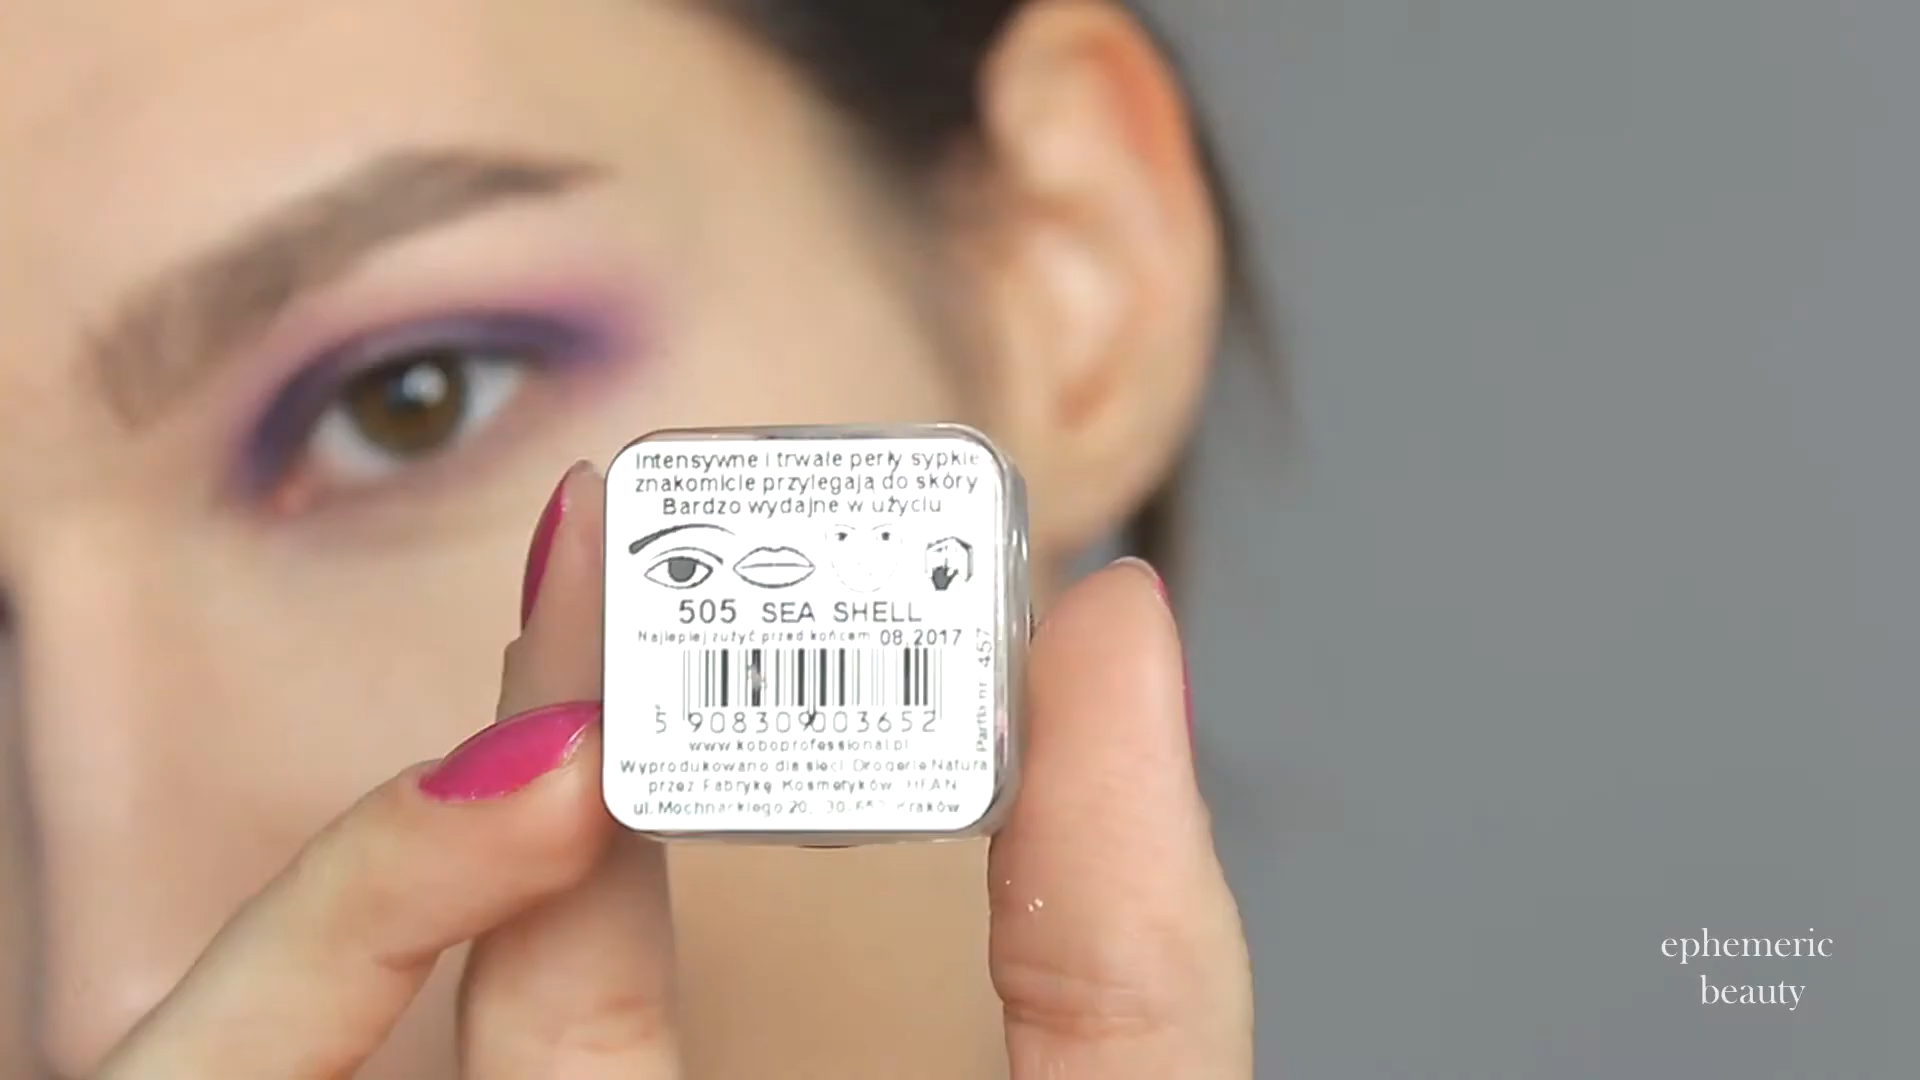 Intensywne i trwałe perły sypkie
znakomicie przylegają do skóry
Bardzo wydajne w użyciu
505 SEA SHELL
Najlepiej zużyć przed końcem 08.2017
5 908309003652
www.koboprofessional.pl
Wyprodukowano dla sieci Drogerie Natura
przez Fabrykę Kosmetyków HEAN
ul. Mochnackiego 20, Kraków
Partia nr 457
ephemeric
beauty